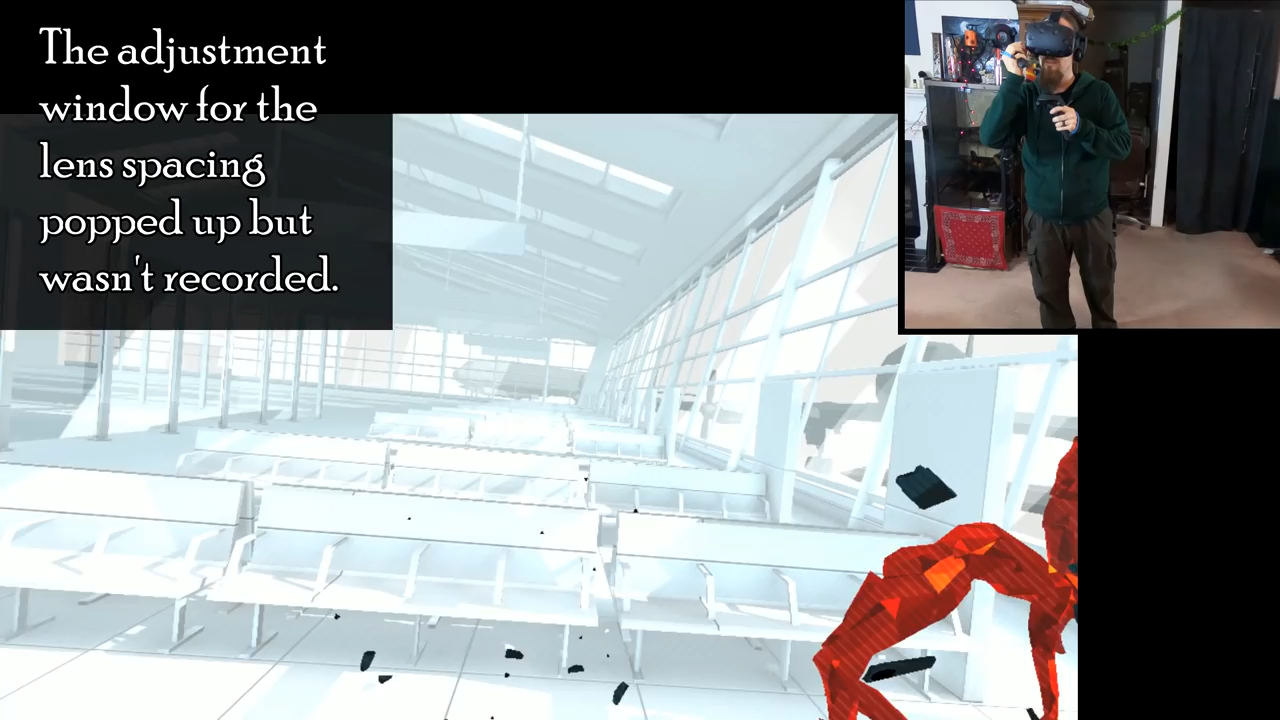 The adjustment
window for the
lens spacing
popped up but
wasn't recorded.